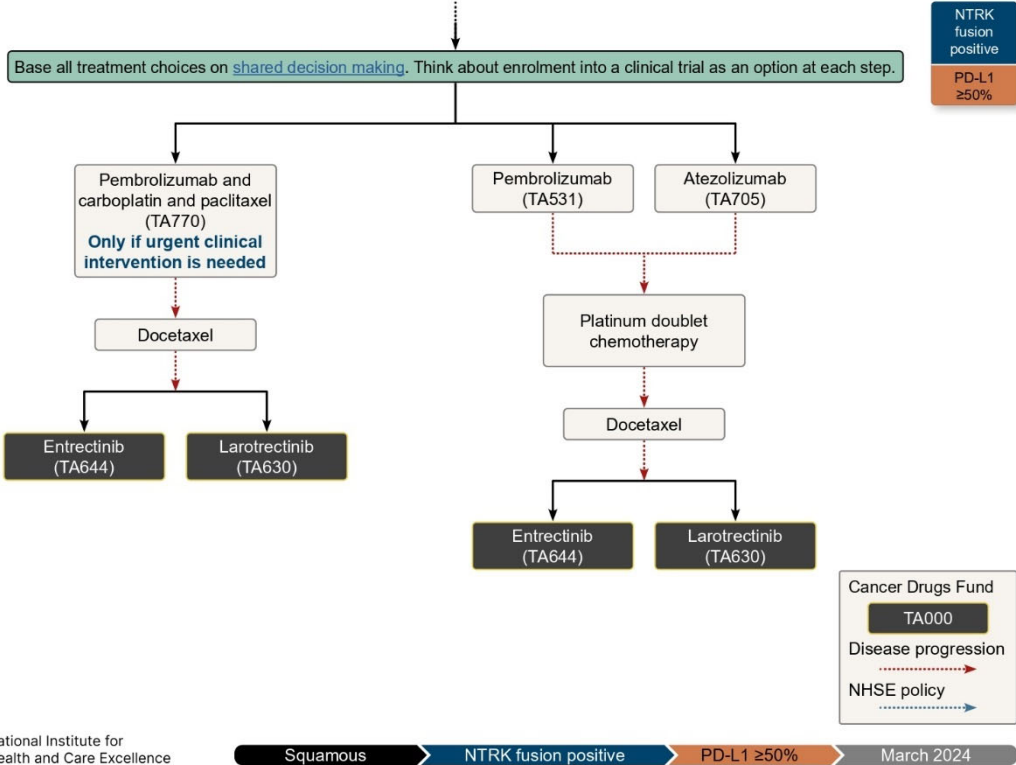 NTRK
fusion
positive
PD-L1
≥50%
Base all treatment choices on shared decision making. Think about enrolment into a clinical trial as an option at each step.
Pembrolizumab and
carboplatin and paclitaxel
(TA770)
Only if urgent clinical
intervention is needed
Pembrolizumab
(TA531)
Atezolizumab
(TA705)
Docetaxel
Platinum doublet
chemotherapy
Entrectinib
(TA644)
Larotrectinib
(TA630)
Docetaxel
Entrectinib
(TA644)
Larotrectinib
(TA630)
Cancer Drugs Fund
TA000
Disease progression
NHSE policy
ational Institute for
ealth and Care Excellence
Squamous
NTRK fusion positive
PD-L1 ≥50%
March 2024